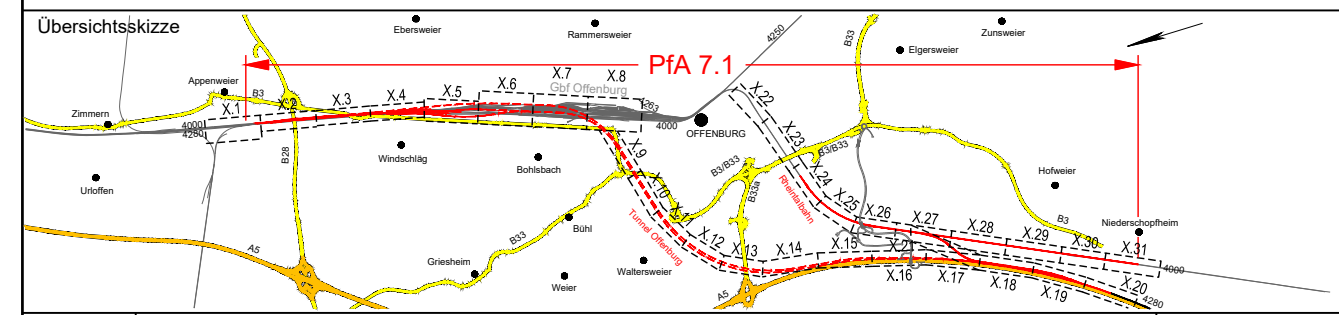 Übersichtsskizze
Ebersweier
Rammersweier
4250
B33
Zunsweier
Elgersweier
PfA 7.1
Appenweier
B3
X.1
X.2
X.3
X.4
X.5
X.6
X.7
X.8
Gbf Offenburg
4263
X.22
Zimmern
4000
4280
4000
OFFENBURG
X.23
B3/B33
B28
Windschläg
Bohlsbach
X.9
B3/B33
B33a
X.24
Rheintalbahn
X.25
Hofweier
Urloffen
X.10
X.11
X.26
X.27
X.28
X.29
X.30
X.31
B3
Niederschopfheim
4000
Tunnel Offenburg
Bühl
B33
A5
Griesheim
Weier
Waltersweier
X.12
X.13
X.14
X.15
X.21
X.16
X.17
X.18
X.19
X.20
A5
4280